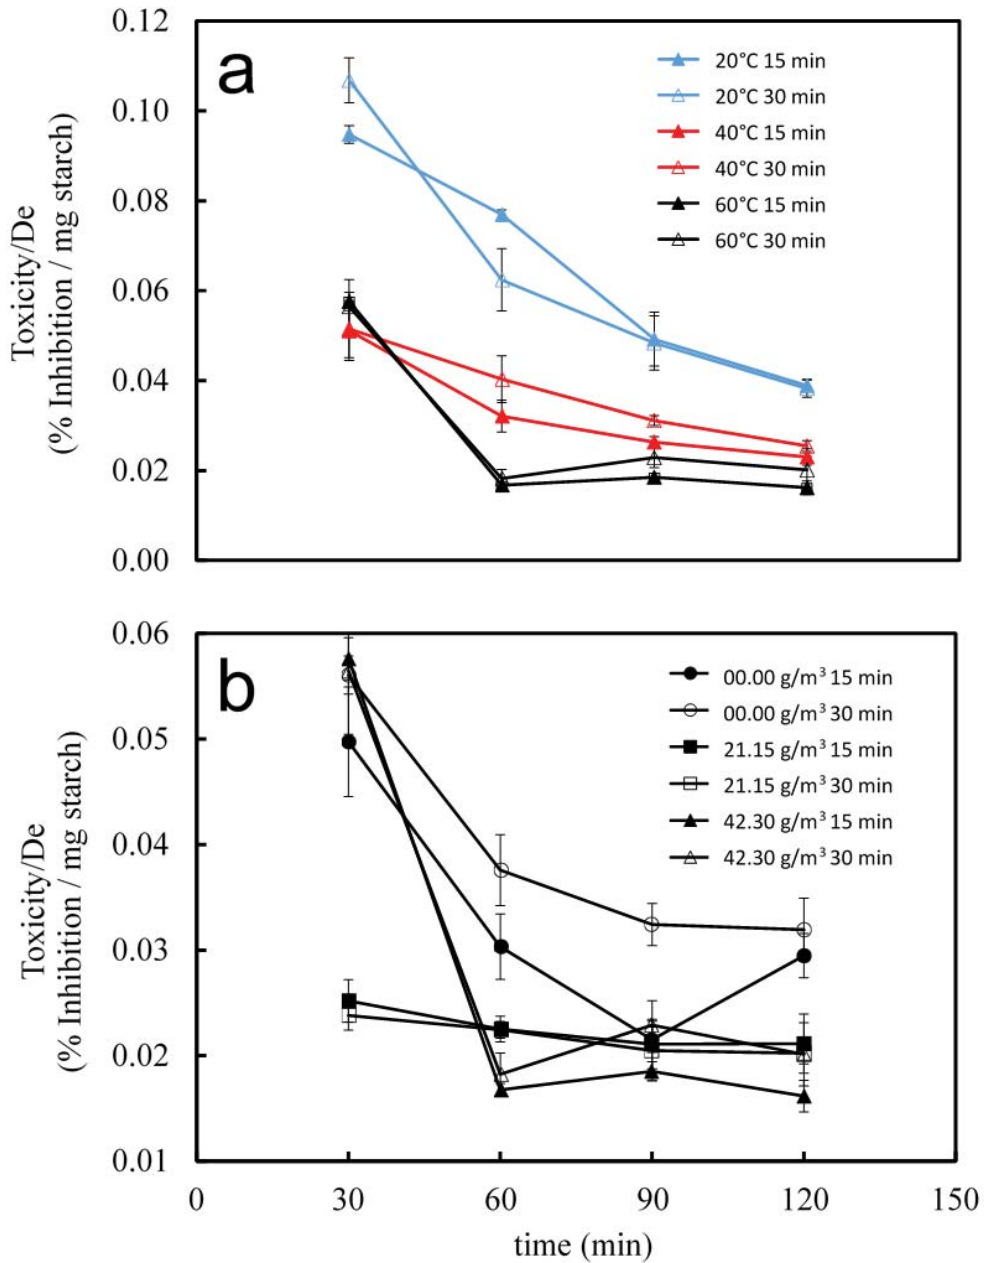 0.12
0.10
0.08
0.06
0.04
0.02
0.00
Toxicity/De
(% Inhibition / mg starch)
a
20°C 15 min
20°C 30 min
40°C 15 min
40°C 30 min
60°C 15 min
60°C 30 min
0.06
0.05
0.04
0.03
0.02
0.01
Toxicity/De
(% Inhibition / mg starch)
b
00.00 g/m³ 15 min
00.00 g/m³ 30 min
21.15 g/m³ 15 min
21.15 g/m³ 30 min
42.30 g/m³ 15 min
42.30 g/m³ 30 min
0 30 60 90 120 150
time (min)